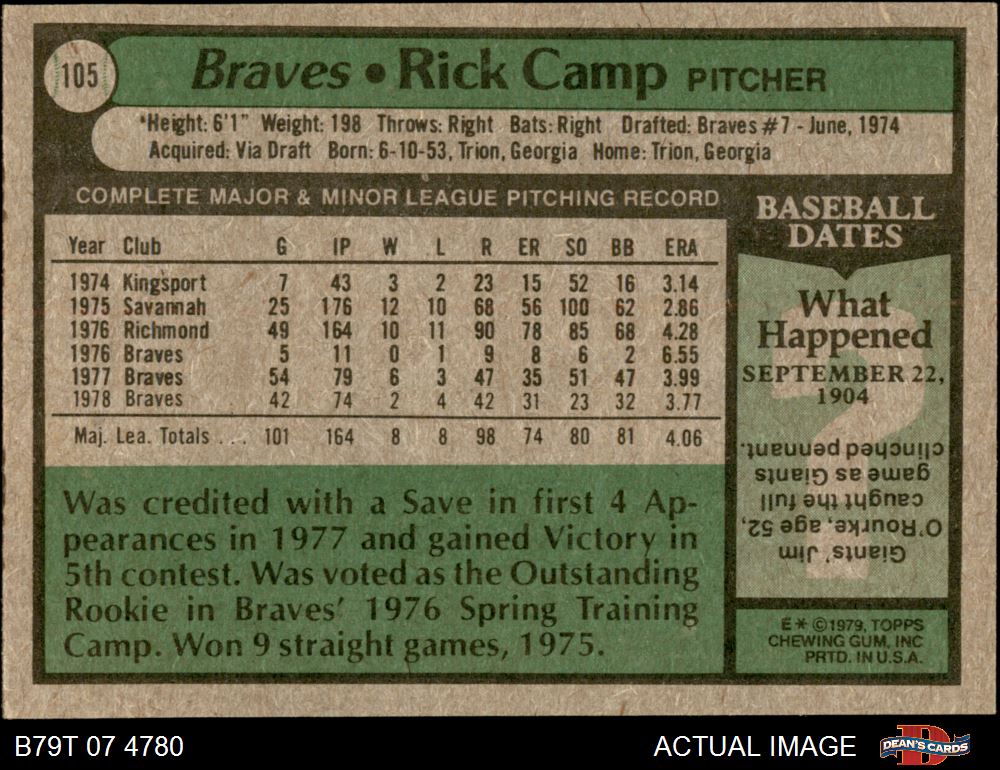 105
Braves • Rick Camp PITCHER
*Height: 6'1" Weight: 198 Throws: Right Bats: Right Drafted: Braves #7 - June, 1974
Acquired: Via Draft Born: 6-10-53, Trion, Georgia Home: Trion, Georgia
COMPLETE MAJOR & MINOR LEAGUE PITCHING RECORD
Year Club G IP W L R ER SO BB ERA
1974 Kingsport 7 43 3 2 23 15 52 16 3.14
1975 Savannah 25 176 12 10 68 56 100 62 2.86
1976 Richmond 49 164 10 11 90 78 85 68 4.28
1976 Braves 5 11 0 1 9 8 6 2 6.55
1977 Braves 54 79 6 3 47 35 51 47 3.99
1978 Braves 42 74 2 4 42 31 23 32 3.77
Maj. Lea. Totals ... 101 164 8 8 98 74 80 81 4.06
Was credited with a Save in first 4 Ap-
pearances in 1977 and gained Victory in
5th contest. Was voted as the Outstanding
Rookie in Braves' 1976 Spring Training
Camp. Won 9 straight games, 1975.
BASEBALL
DATES
What
Happened
SEPTEMBER 22,
1904
Giants' Jim
O'Rourke, age 52,
caught the full
game as Giants
clinched pennant.
E* ©1979, TOPPS
CHEWING GUM, INC
PRTD. IN U.S.A.
B79T 07 4780
ACTUAL IMAGE
D
DEAN'S CARDS